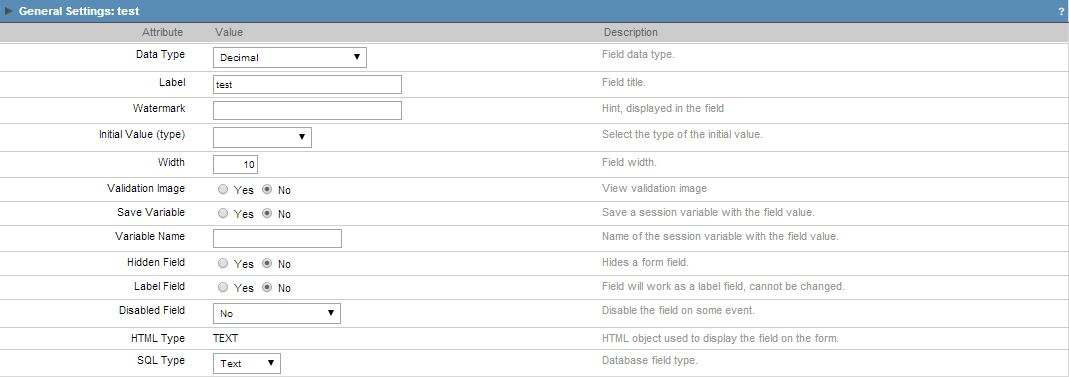 General Settings: test ?
Attribute Value Description
Data Type Decimal Field data type.
Label test Field title.
Watermark Hint, displayed in the field
Initial Value (type) Select the type of the initial value.
Width 10 Field width.
Validation Image Yes No View validation image
Save Variable Yes No Save a session variable with the field value.
Variable Name Name of the session variable with the field value.
Hidden Field Yes No Hides a form field.
Label Field Yes No Field will work as a label field, cannot be changed.
Disabled Field No Disable the field on some event.
HTML Type TEXT HTML object used to display the field on the form.
SQL Type Text Database field type.